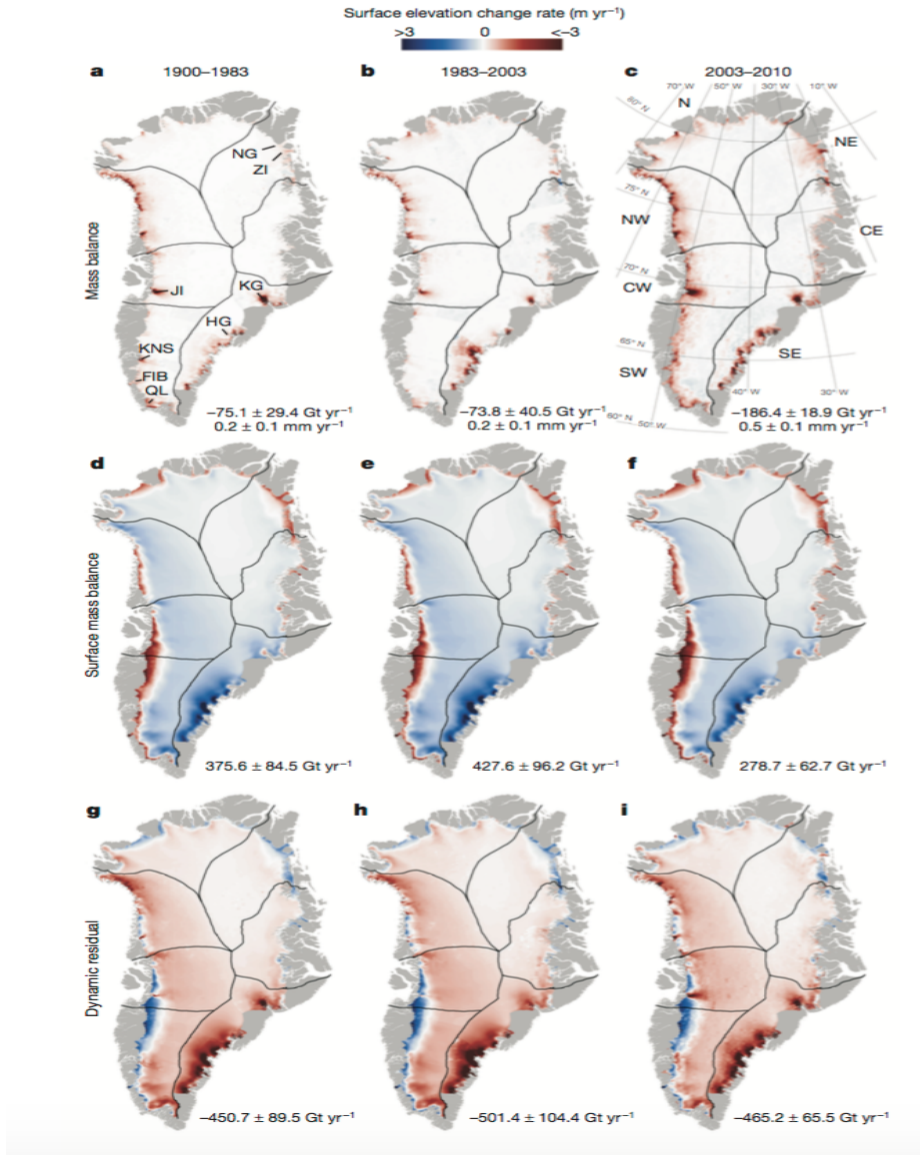 Surface elevation change rate (m yr⁻¹)
>3 0 <–3
a 1900–1983
b 1983–2003
c 2003–2010
70° W 50° W 30° W 10° W
80° N
N
NG
ZI
NE
75° N
NW
CE
Mass balance
70° N
JI
KG
CW
HG
65° N
KNS
SE
FIB
SW
QL
40° W 30° W
60° N 50° W
–75.1 ± 29.4 Gt yr⁻¹
0.2 ± 0.1 mm yr⁻¹
–73.8 ± 40.5 Gt yr⁻¹
0.2 ± 0.1 mm yr⁻¹
–186.4 ± 18.9 Gt yr⁻¹
0.5 ± 0.1 mm yr⁻¹
d e f
Surface mass balance
375.6 ± 84.5 Gt yr⁻¹
427.6 ± 96.2 Gt yr⁻¹
278.7 ± 62.7 Gt yr⁻¹
g h i
Dynamic residual
–450.7 ± 89.5 Gt yr⁻¹
–501.4 ± 104.4 Gt yr⁻¹
–465.2 ± 65.5 Gt yr⁻¹